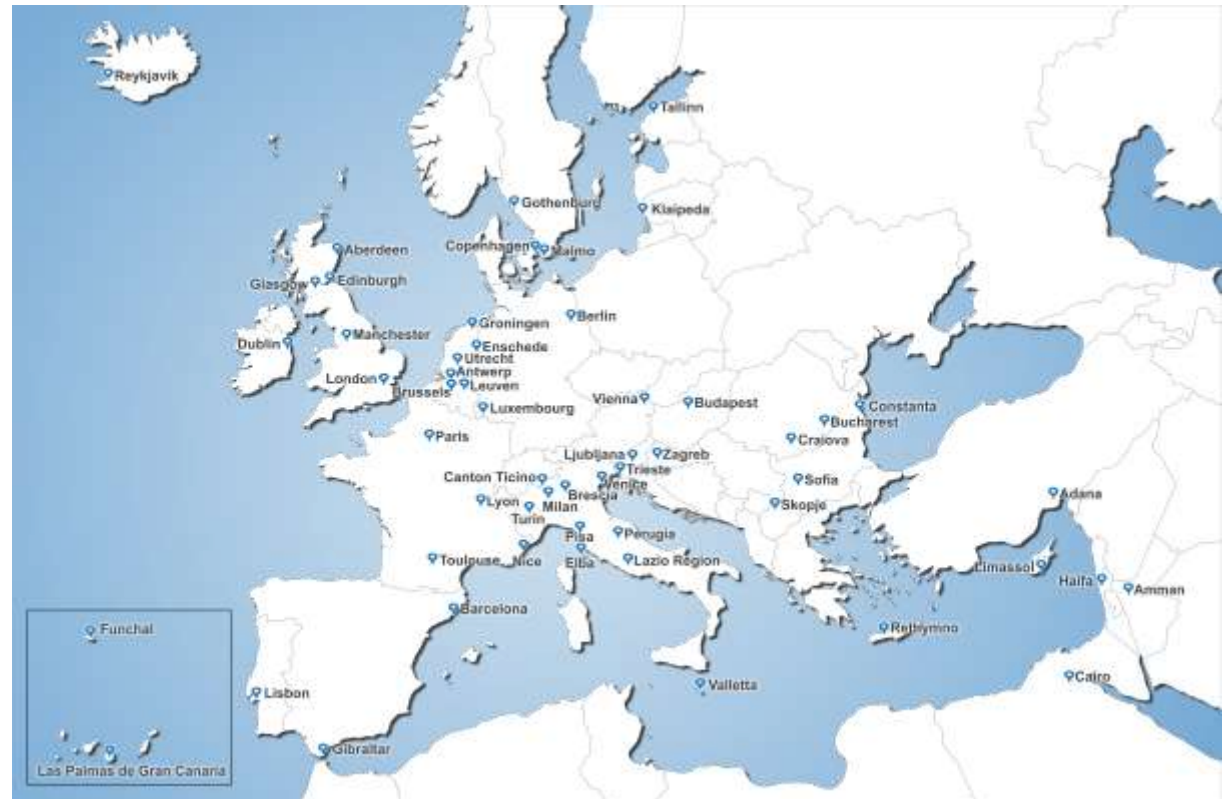 Reykjavik
Tallinn
Gothenburg
Klaipeda
Copenhagen
Malmo
Aberdeen
Glasgow
Edinburgh
Groningen
Berlin
Manchester
Dublin
Enschede
Utrecht
Antwerp
London
Brussels
Leuven
Vienna
Budapest
Luxembourg
Constanta
Bucharest
Paris
Craiova
Ljubljana
Zagreb
Trieste
Canton Ticino
Venice
Sofia
Brescia
Adana
Lyon
Milan
Skopje
Turin
Pisa
Perugia
Toulouse
Nice
Elba
Lazio Region
Limassol
Haifa
Amman
Barcelona
Funchal
Rethymno
Cairo
Valletta
Lisbon
Gibraltar
Las Palmas de Gran Canaria